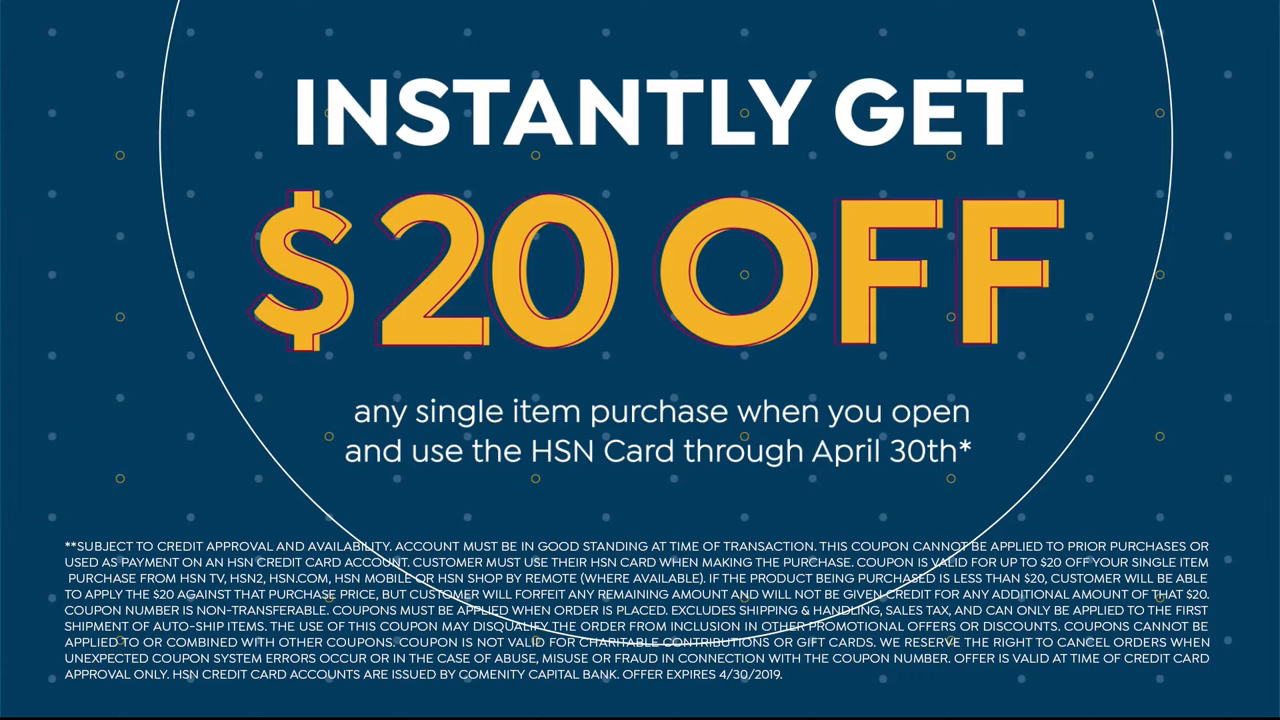 INSTANTLY GET
$20 OFF
any single item purchase when you open
and use the HSN Card through April 30th*
**SUBJECT TO CREDIT APPROVAL AND AVAILABILITY. ACCOUNT MUST BE IN GOOD STANDING AT TIME OF TRANSACTION. THIS COUPON CANNOT BE APPLIED TO PRIOR PURCHASES OR
USED AS PAYMENT ON AN HSN CREDIT CARD ACCOUNT. CUSTOMER MUST USE THEIR HSN CARD WHEN MAKING THE PURCHASE. COUPON IS VALID FOR UP TO $20 OFF YOUR SINGLE ITEM
PURCHASE FROM HSN TV, HSN2, HSN.COM, HSN MOBILE OR HSN SHOP BY REMOTE (WHERE AVAILABLE). IF THE PRODUCT BEING PURCHASED IS LESS THAN $20, CUSTOMER WILL BE ABLE
TO APPLY THE $20 AGAINST THAT PURCHASE PRICE, BUT CUSTOMER WILL FORFEIT ANY REMAINING AMOUNT AND WILL NOT BE GIVEN CREDIT FOR ANY ADDITIONAL AMOUNT OF THAT $20.
COUPON NUMBER IS NON-TRANSFERABLE. COUPONS MUST BE APPLIED WHEN ORDER IS PLACED. EXCLUDES SHIPPING & HANDLING, SALES TAX, AND CAN ONLY BE APPLIED TO THE FIRST
SHIPMENT OF AUTO-SHIP ITEMS. THE USE OF THIS COUPON MAY DISQUALIFY THE ORDER FROM INCLUSION IN OTHER PROMOTIONAL OFFERS OR DISCOUNTS. COUPONS CANNOT BE
APPLIED TO OR COMBINED WITH OTHER COUPONS. COUPON IS NOT VALID FOR CHARITABLE CONTRIBUTIONS OR GIFT CARDS. WE RESERVE THE RIGHT TO CANCEL ORDERS WHEN
UNEXPECTED COUPON SYSTEM ERRORS OCCUR OR IN THE CASE OF ABUSE, MISUSE OR FRAUD IN CONNECTION WITH THE COUPON NUMBER. OFFER IS VALID AT TIME OF CREDIT CARD
APPROVAL ONLY. HSN CREDIT CARD ACCOUNTS ARE ISSUED BY COMENITY CAPITAL BANK. OFFER EXPIRES 4/30/2019.